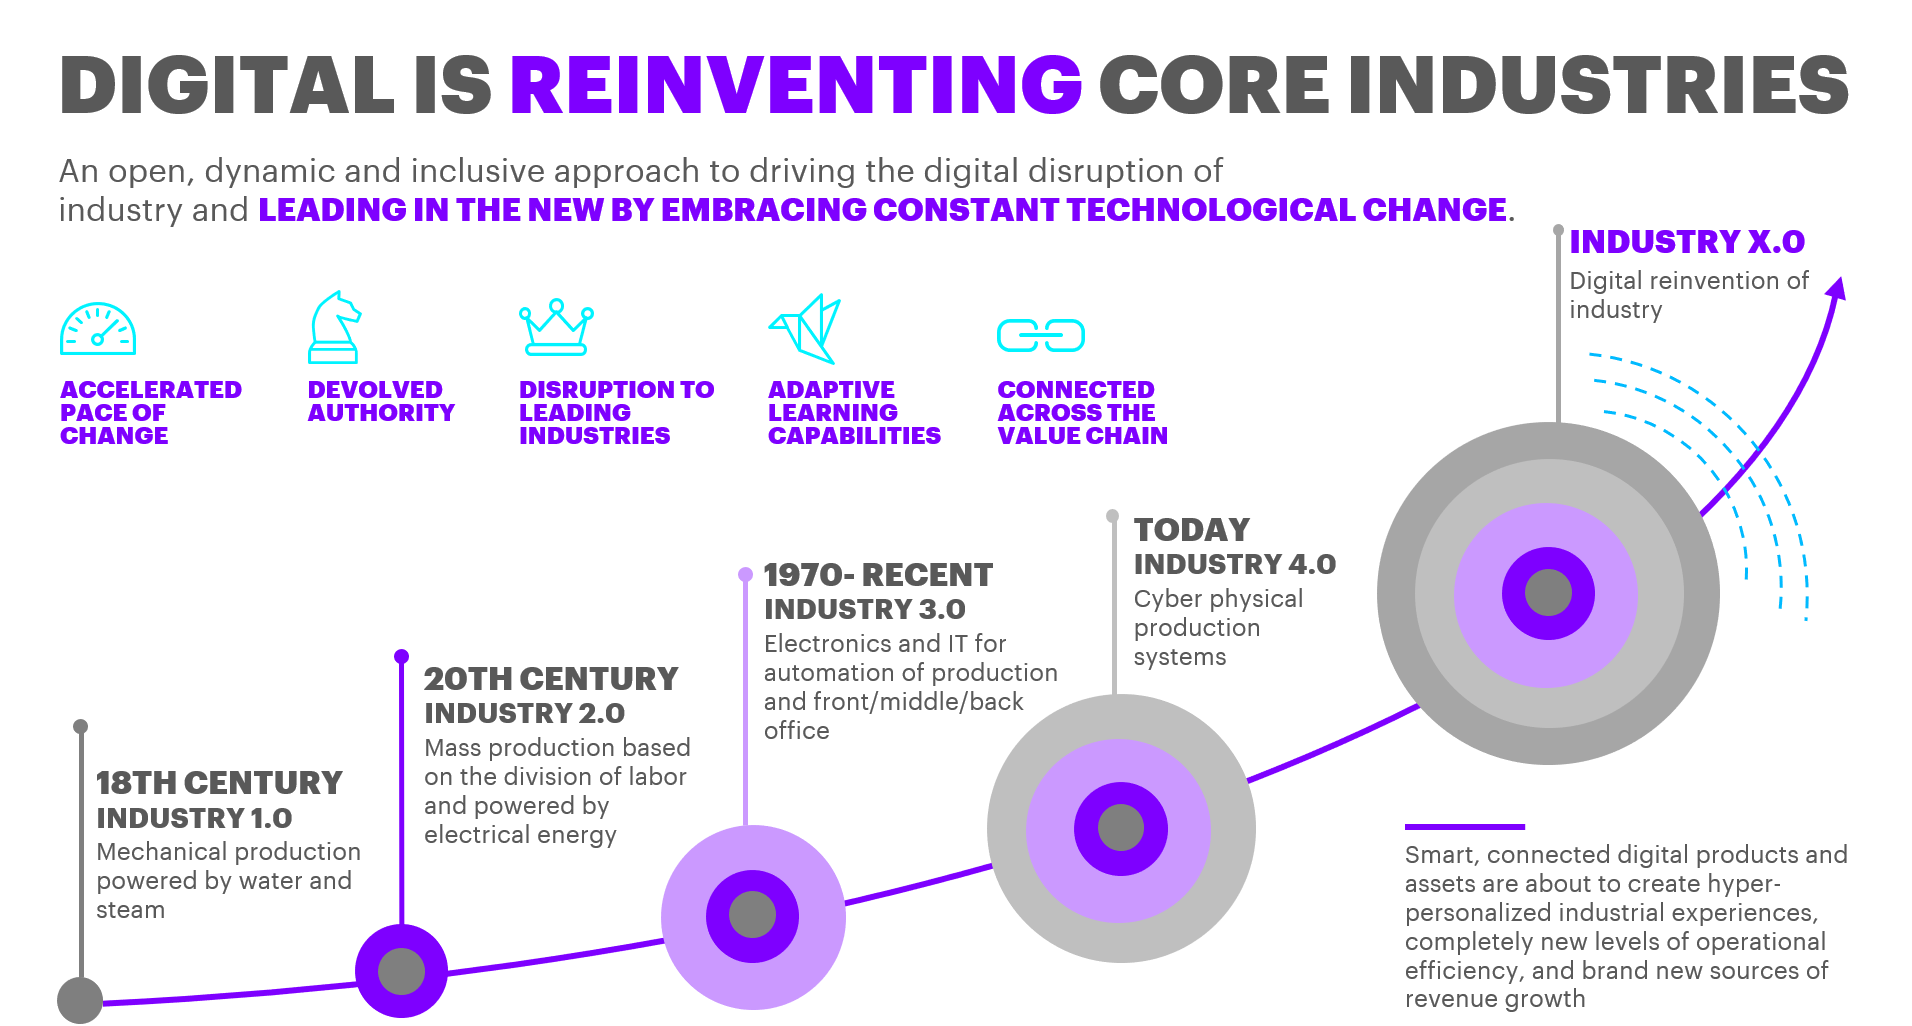 DIGITAL IS REINVENTING CORE INDUSTRIES
An open, dynamic and inclusive approach to driving the digital disruption of
industry and LEADING IN THE NEW BY EMBRACING CONSTANT TECHNOLOGICAL CHANGE.
ACCELERATED
PACE OF
CHANGE
DEVOLVED
AUTHORITY
DISRUPTION TO
LEADING
INDUSTRIES
ADAPTIVE
LEARNING
CAPABILITIES
CONNECTED
ACROSS THE
VALUE CHAIN
18TH CENTURY
INDUSTRY 1.0
Mechanical production
powered by water and
steam
20TH CENTURY
INDUSTRY 2.0
Mass production based
on the division of labor
and powered by
electrical energy
1970- RECENT
INDUSTRY 3.0
Electronics and IT for
automation of production
and front/middle/back
office
TODAY
INDUSTRY 4.0
Cyber physical
production
systems
INDUSTRY X.0
Digital reinvention of
industry
Smart, connected digital products and
assets are about to create hyper-
personalized industrial experiences,
completely new levels of operational
efficiency, and brand new sources of
revenue growth